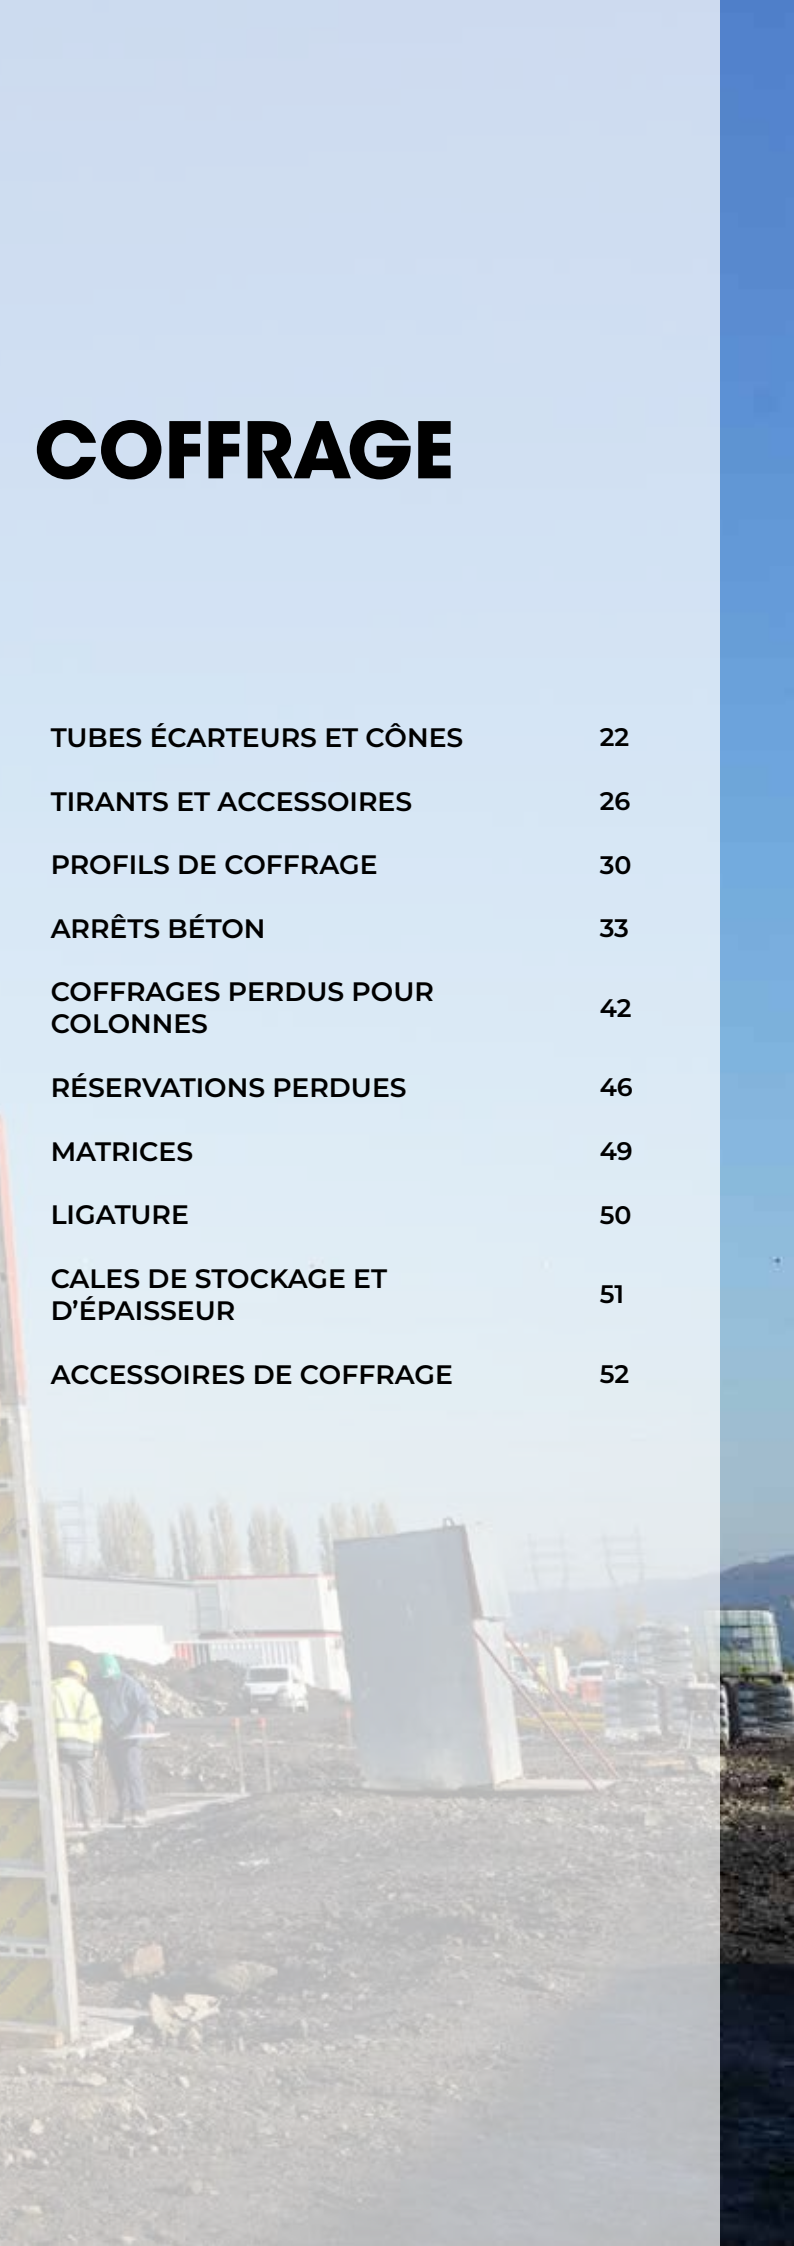 COFFRAGE
TUBES ÉCARTEURS ET CÔNES 22
TIRANTS ET ACCESSOIRES 26
PROFILS DE COFFRAGE 30
ARRÊTS BÉTON 33
COFFRAGES PERDUS POUR
COLONNES 42
RÉSERVATIONS PERDUES 46
MATRICES 49
LIGATURE 50
CALES DE STOCKAGE ET
D’ÉPAISSEUR 51
ACCESSOIRES DE COFFRAGE 52